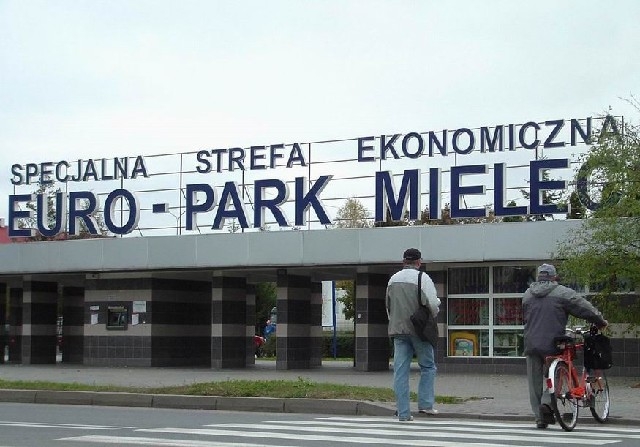 SPECJALNA STREFA EKONOMICZNA
EURO-PARK MIELEC